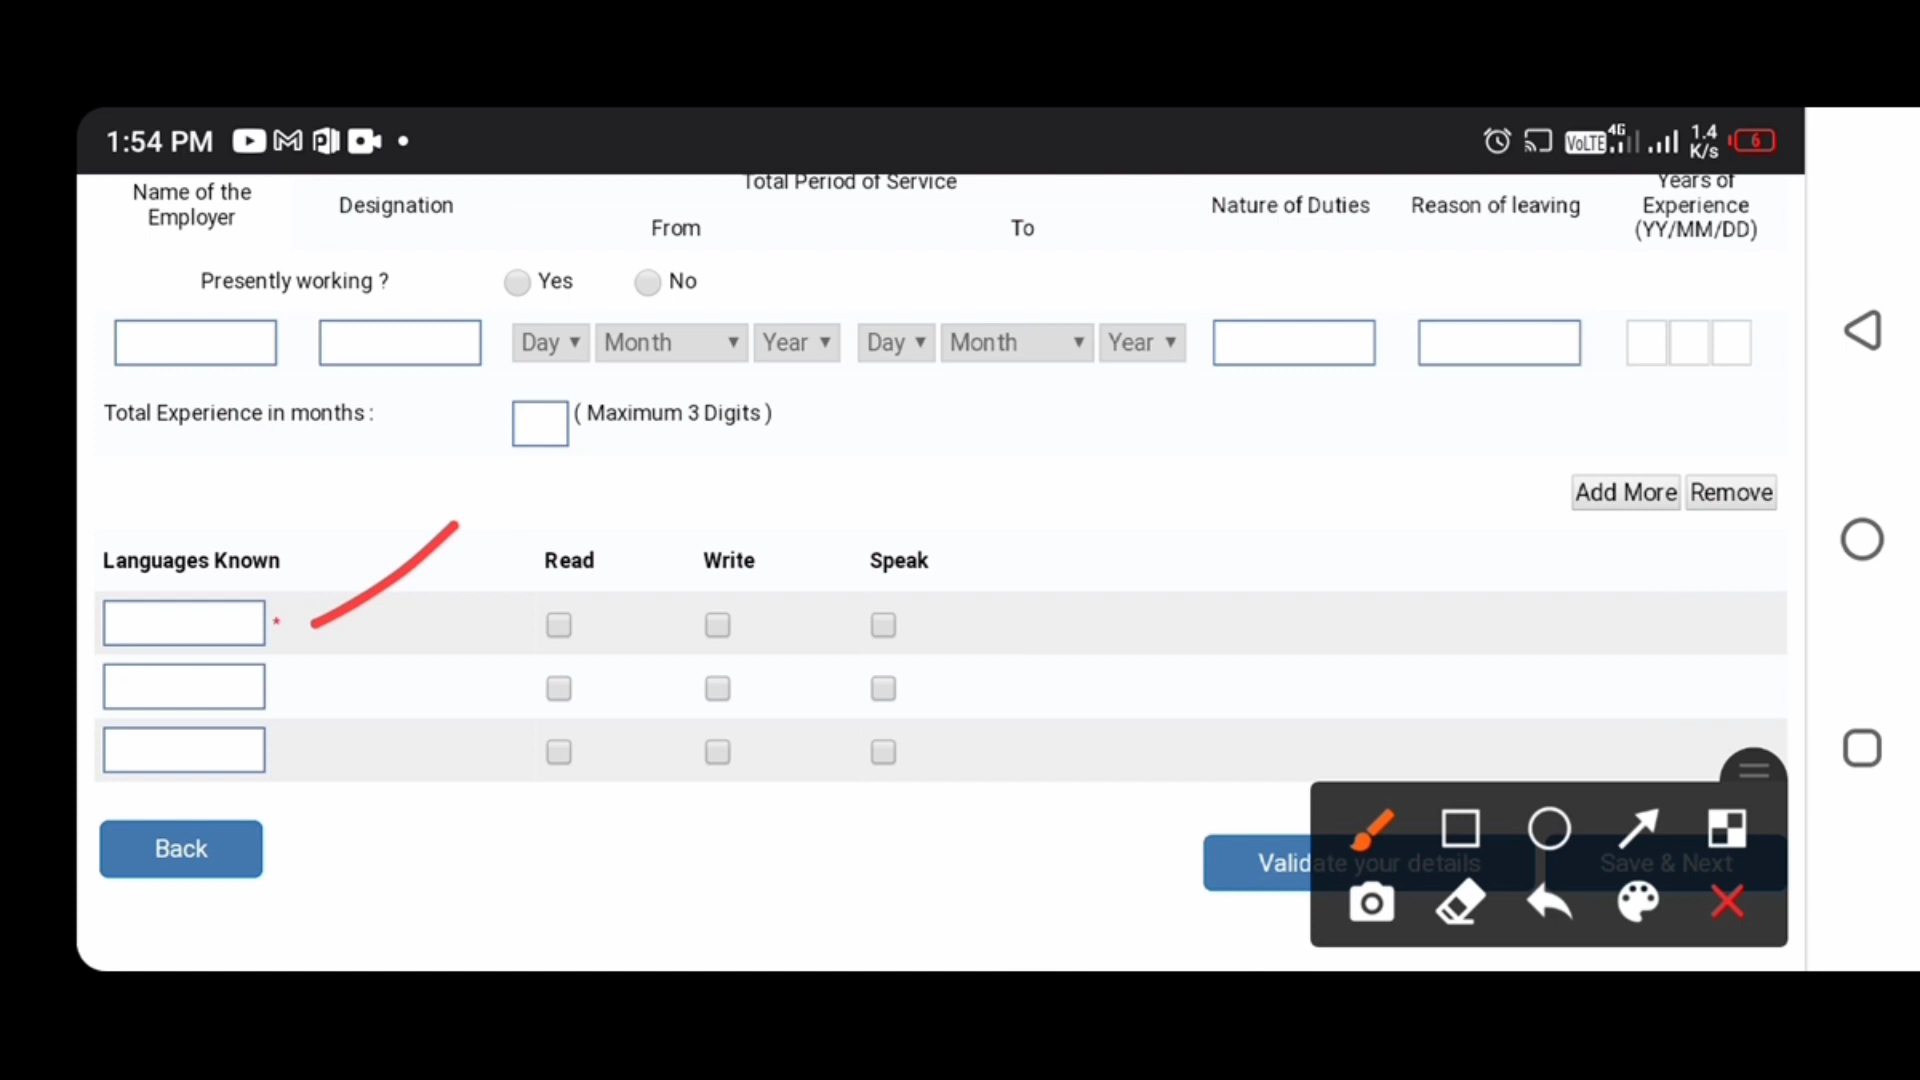 1:54 PM
VoLTE 4G 1.4 K/s 6
Total Period of Service
Name of the Employer
Designation
From
To
Nature of Duties
Reason of leaving
Years of Experience (YY/MM/DD)
Presently working ? Yes No
Day Month Year Day Month Year
Total Experience in months : ( Maximum 3 Digits )
Add More Remove
Languages Known Read Write Speak
*
Back
Validate your details Save & Next